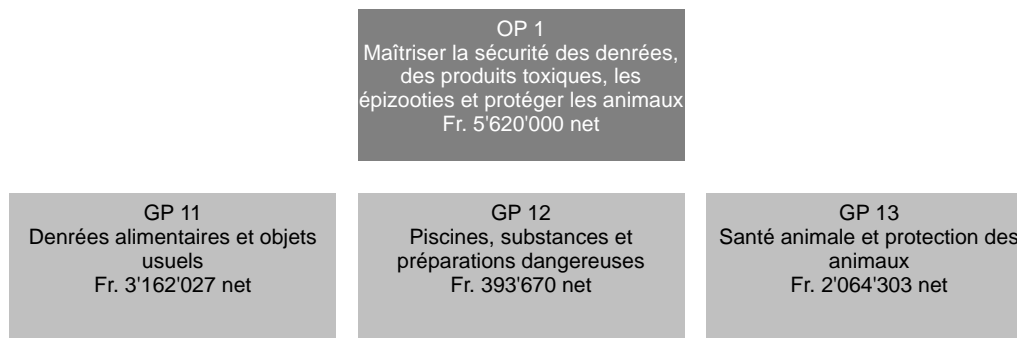 OP 1
Maîtriser la sécurité des denrées,
des produits toxiques, les
épizooties et protéger les animaux
Fr. 5'620'000 net
GP 11
Denrées alimentaires et objets
usuels
Fr. 3'162'027 net
GP 12
Piscines, substances et
préparations dangereuses
Fr. 393'670 net
GP 13
Santé animale et protection des
animaux
Fr. 2'064'303 net